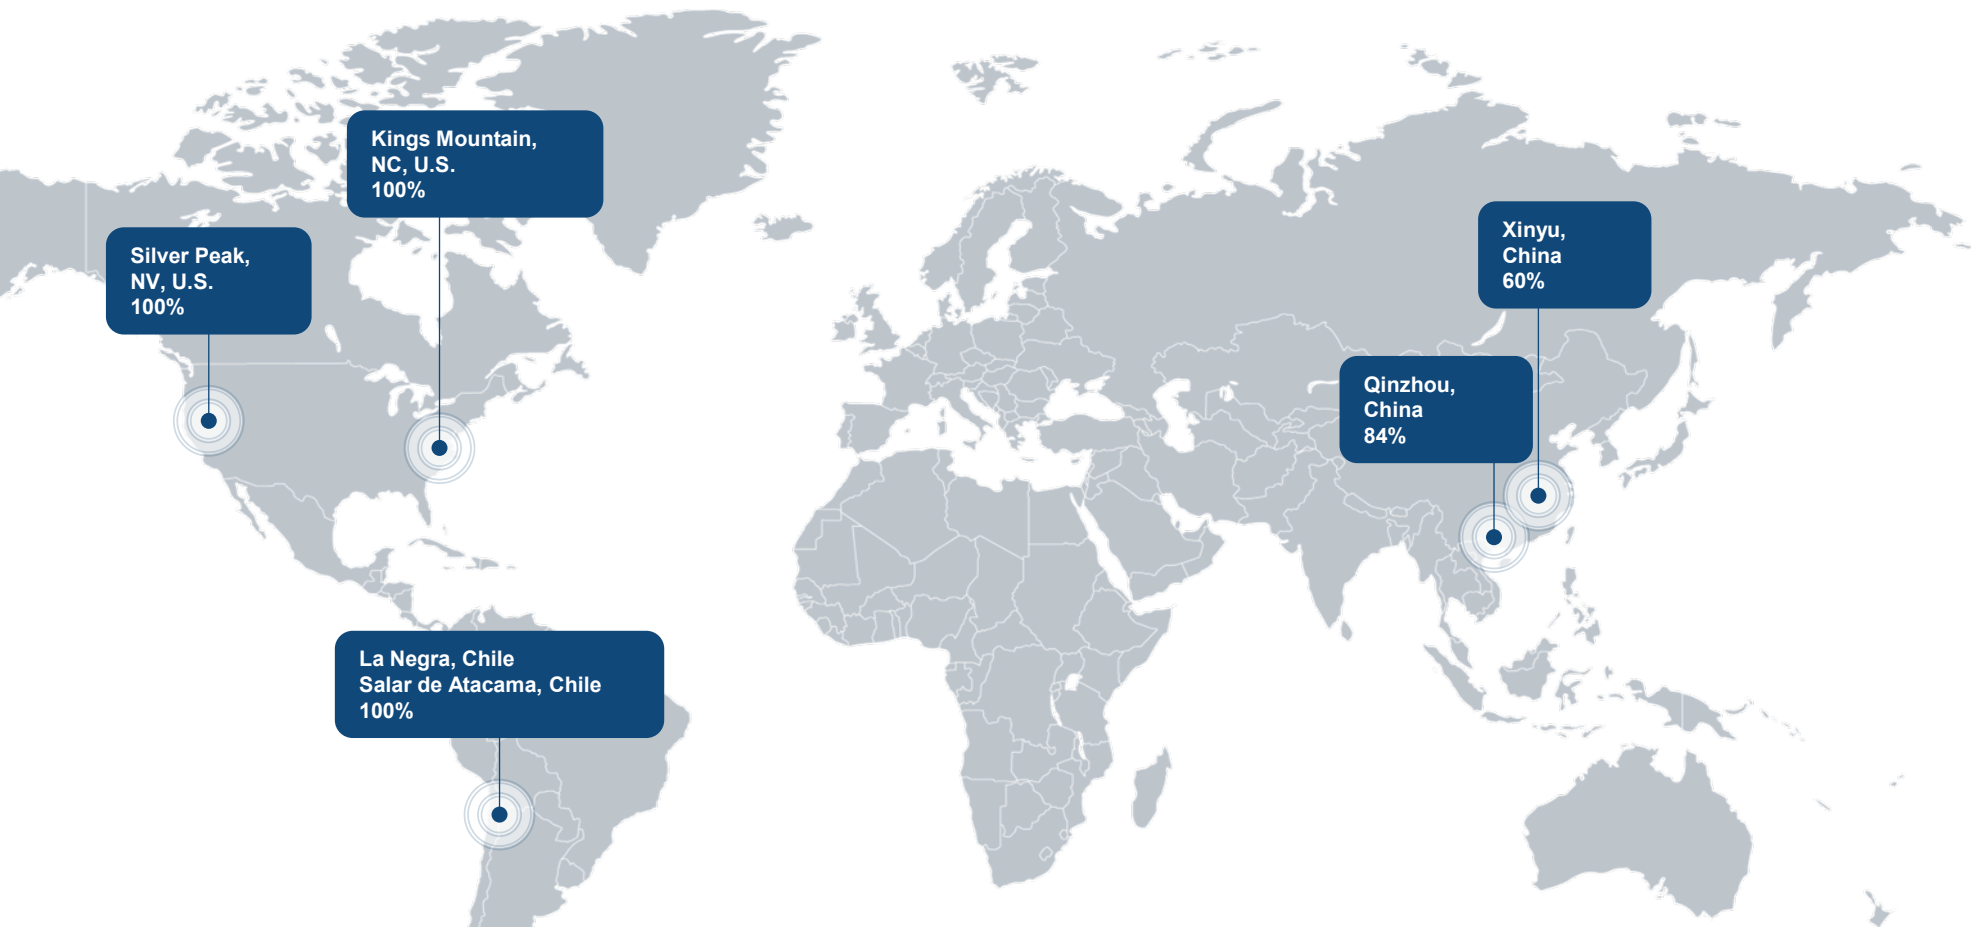 Kings Mountain,
NC, U.S.
100%
Silver Peak,
NV, U.S.
100%
Xinyu,
China
60%
Qinzhou,
China
84%
La Negra, Chile
Salar de Atacama, Chile
100%